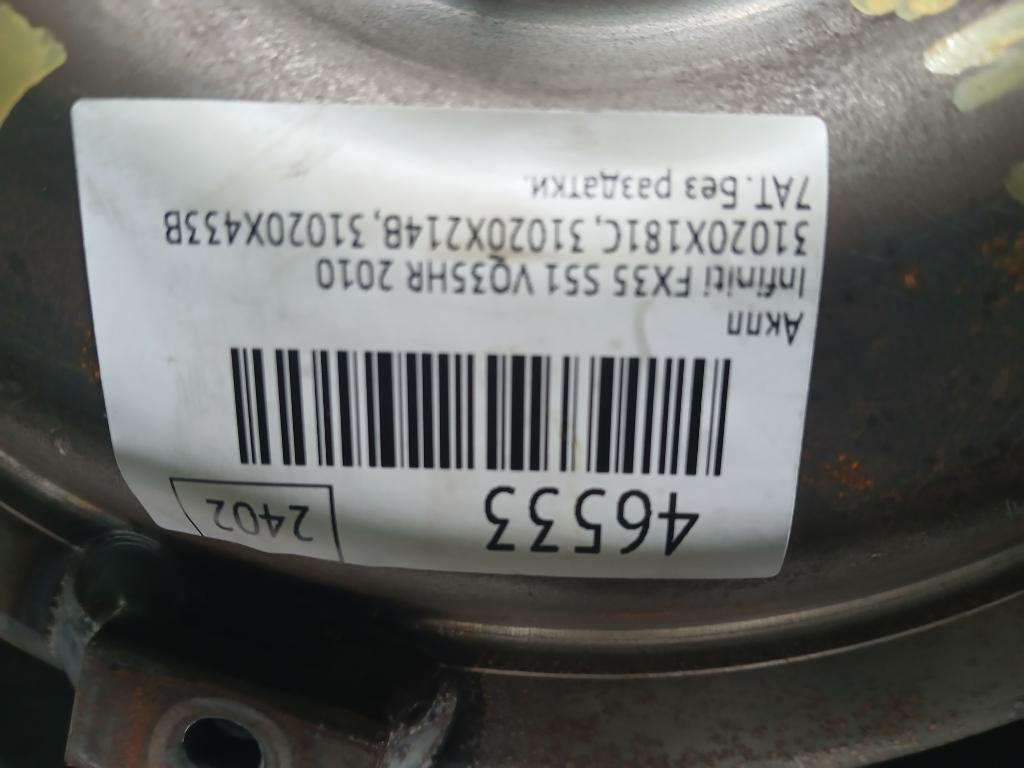 46533
2402
Акпп
Infiniti FX35 S51 VQ35HR 2010
31020X181C, 31020X214B, 31020X433B
7AT. Без раздатки.